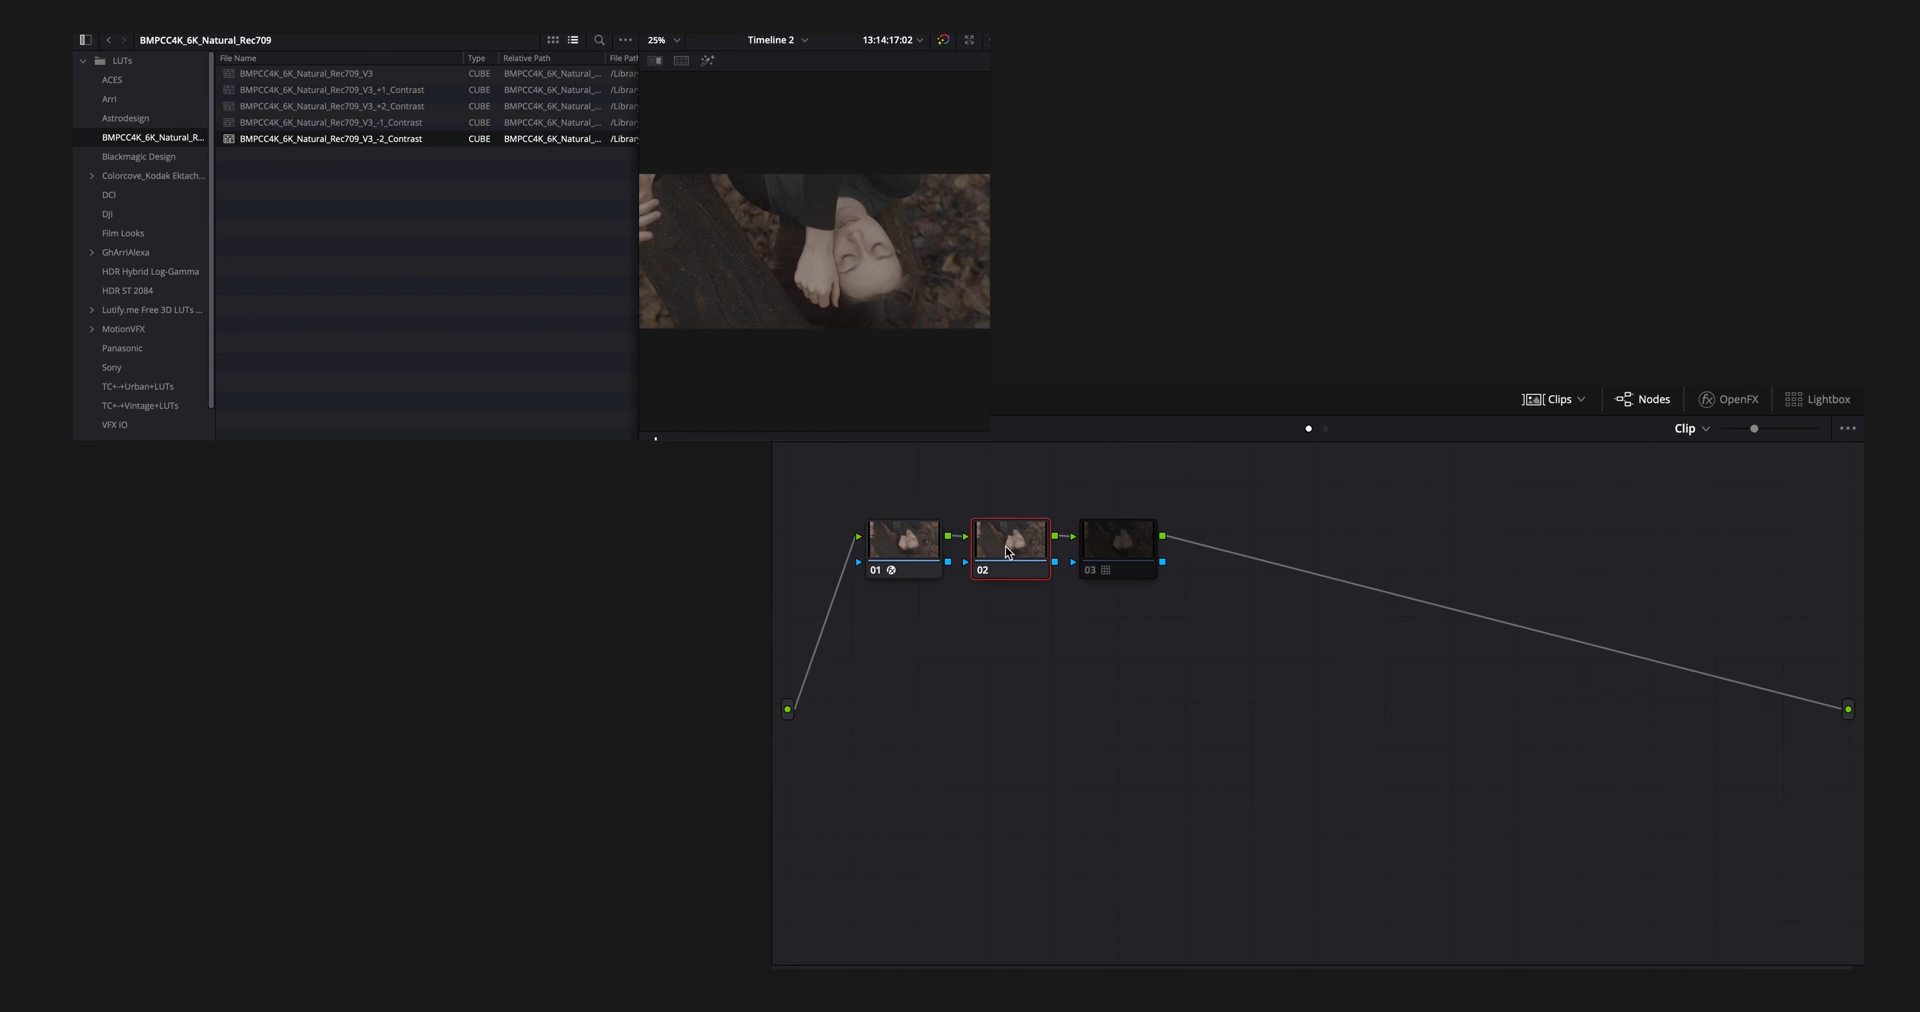 BMPCC4K_6K_Natural_Rec709
25%
Timeline 2
13:14:17:02
LUTs
ACES
Arri
Astrodesign
BMPCC4K_6K_Natural_R...
Blackmagic Design
Colorcove_Kodak Ektach...
DCI
DJI
Film Looks
GhArriAlexa
HDR Hybrid Log-Gamma
HDR ST 2084
Lutify.me Free 3D LUTs ...
MotionVFX
Panasonic
Sony
TC+-+Urban+LUTs
TC+-+Vintage+LUTs
VFX IO
File Name Type Relative Path File Path
BMPCC4K_6K_Natural_Rec709_V3 CUBE BMPCC4K_6K_Natural_... /Librar
BMPCC4K_6K_Natural_Rec709_V3_+1_Contrast CUBE BMPCC4K_6K_Natural_... /Librar
BMPCC4K_6K_Natural_Rec709_V3_+2_Contrast CUBE BMPCC4K_6K_Natural_... /Librar
BMPCC4K_6K_Natural_Rec709_V3_-1_Contrast CUBE BMPCC4K_6K_Natural_... /Librar
BMPCC4K_6K_Natural_Rec709_V3_-2_Contrast CUBE BMPCC4K_6K_Natural_... /Librar
Clips
Nodes
fx OpenFX
Lightbox
Clip
01
02
03